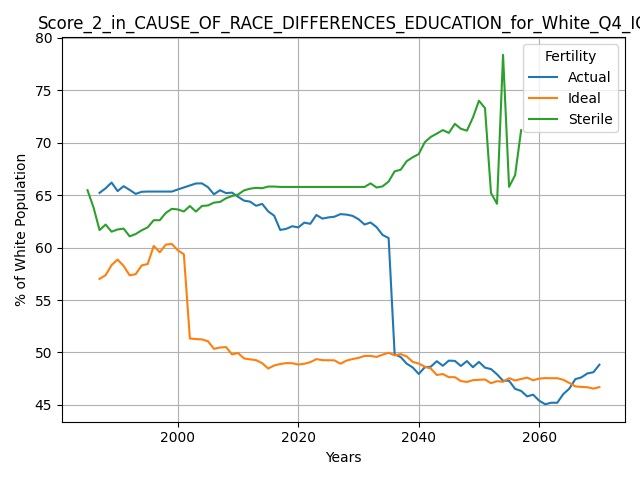 Score_2_in_CAUSE_OF_RACE_DIFFERENCES_EDUCATION_for_White_Q4_IQ
80
75
70
65
60
55
50
45
% of White Population
2000
2020
2040
2060
Years
Fertility
Actual
Ideal
Sterile